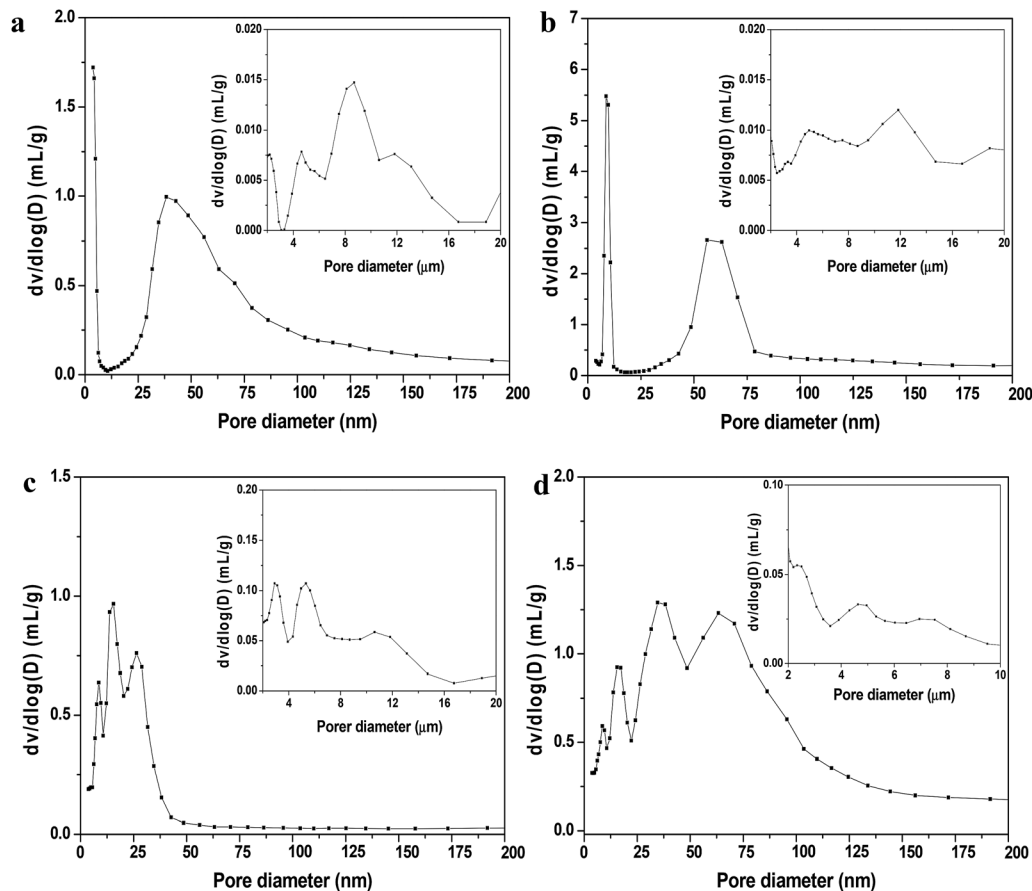 a
2.0
1.5
1.0
0.5
0.0
0 25 50 75 100 125 150 175 200
dv/dlog(D) (mL/g)
Pore diameter (nm)
0.020
0.015
0.010
0.005
0.000
4 8 12 16 20
dv/dlog(D) (mL/g)
Pore diameter (μm)
b
7
6
5
4
3
2
1
0
0 25 50 75 100 125 150 175 200
dv/dlog(D) (mL/g)
Pore diameter (nm)
0.020
0.015
0.010
0.005
0.000
4 8 12 16 20
dv/dlog(D) (mL/g)
Pore diameter (μm)
c
1.5
1.0
0.5
0.0
0 25 50 75 100 125 150 175 200
dv/dlog(D) (mL/g)
Pore diameter (nm)
0.20
0.15
0.10
0.05
0.00
4 8 12 16 20
dv/dlog(D) (mL/g)
Pore diameter (μm)
d
2.0
1.5
1.0
0.5
0.0
0 25 50 75 100 125 150 175 200
dv/dlog(D) (mL/g)
Pore diameter (nm)
0.10
0.05
0.00
2 4 6 8 10
dv/dlog(D) (mL/g)
Pore diameter (μm)